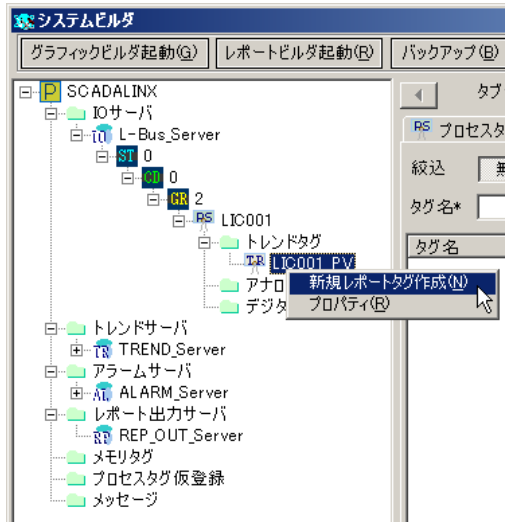 システムビルダ
グラフィックビルダ起動(G) レポートビルダ起動(R) バックアップ(B)
SCADALINX
IOサーバ
L-Bus_Server
ST 0
CD 0
GR 2
RS LIC001
トレンドタグ
TR LIC001_PV
アナロ
デジタ
新規レポートタグ作成(N)
プロパティ(R)
トレンドサーバ
TR TREND_Server
アラームサーバ
AL ALARM_Server
レポート出力サーバ
RP REP_OUT_Server
メモリタグ
プロセスタグ仮登録
メッセージ
タブ
RS プロセスタ
絞込
タグ名*
タグ名